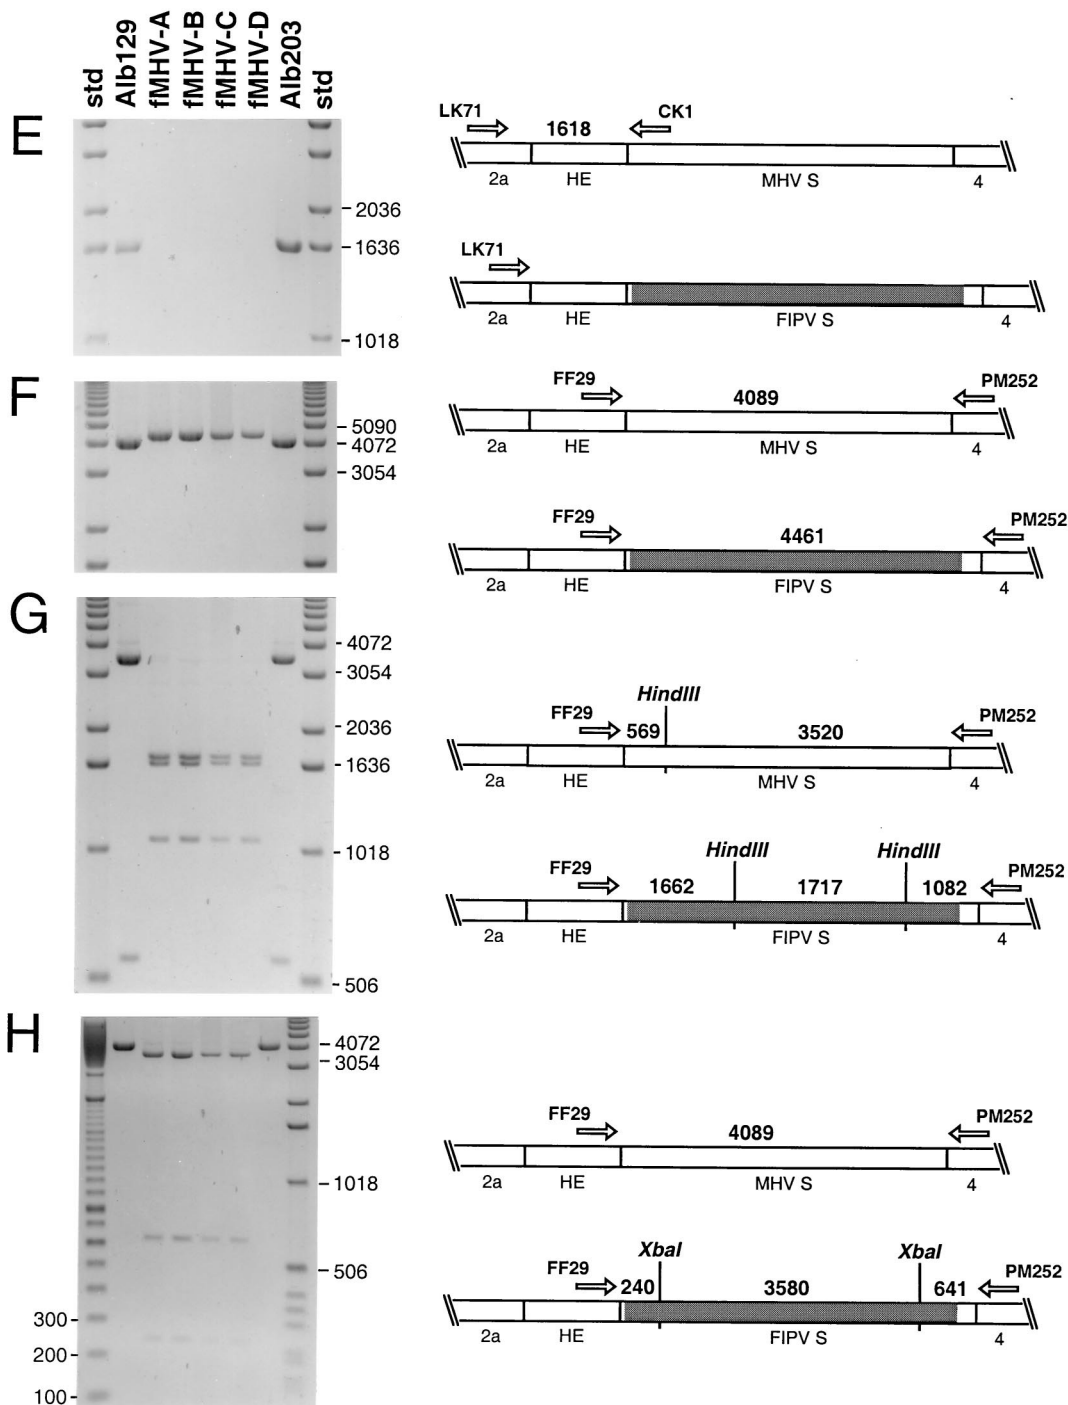 std
Alb129
fMHV-A
fMHV-B
fMHV-C
fMHV-D
Alb203
std
E
2036
1636
1018
LK71 1618 CK1
2a HE MHV S 4
LK71
2a HE FIPV S 4
F
5090
4072
3054
FF29 4089 PM252
2a HE MHV S 4
FF29 4461 PM252
2a HE FIPV S 4
G
4072
3054
2036
1636
1018
506
HindIII
FF29 569 3520 PM252
2a HE MHV S 4
HindIII HindIII
FF29 1662 1717 1082 PM252
2a HE FIPV S 4
H
4072
3054
1018
506
300
200
100
FF29 4089 PM252
2a HE MHV S 4
XbaI XbaI
FF29 240 3580 641 PM252
2a HE FIPV S 4